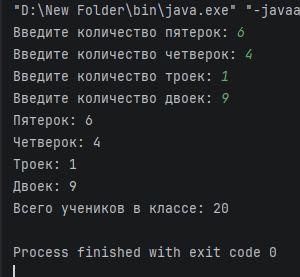 "D:\New Folder\bin\java.exe" "-javaa
Введите количество пятерок: 6
Введите количество четверок: 4
Введите количество троек: 1
Введите количество двоек: 9
Пятерок: 6
Четверок: 4
Троек: 1
Двоек: 9
Всего учеников в классе: 20
Process finished with exit code 0